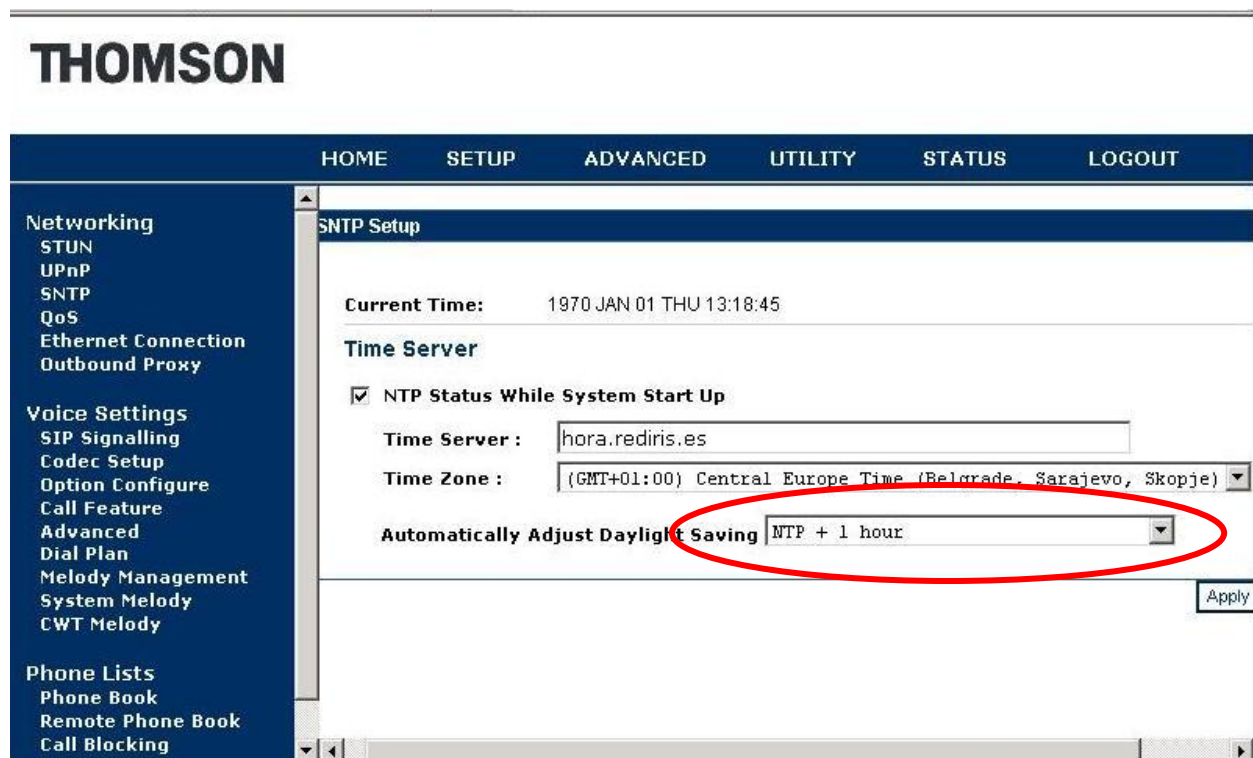 THOMSON
HOME SETUP ADVANCED UTILITY STATUS LOGOUT
Networking
STUN
UPnP
SNTP
QoS
Ethernet Connection
Outbound Proxy
Voice Settings
SIP Signalling
Codec Setup
Option Configure
Call Feature
Advanced
Dial Plan
Melody Management
System Melody
CWT Melody
Phone Lists
Phone Book
Remote Phone Book
Call Blocking
SNTP Setup
Current Time: 1970 JAN 01 THU 13:18:45
Time Server
NTP Status While System Start Up
Time Server : hora.rediris.es
Time Zone : (GMT+01:00) Central Europe Time (Belgrade, Sarajevo, Skopje)
Automatically Adjust Daylight Saving NTP + 1 hour
Apply